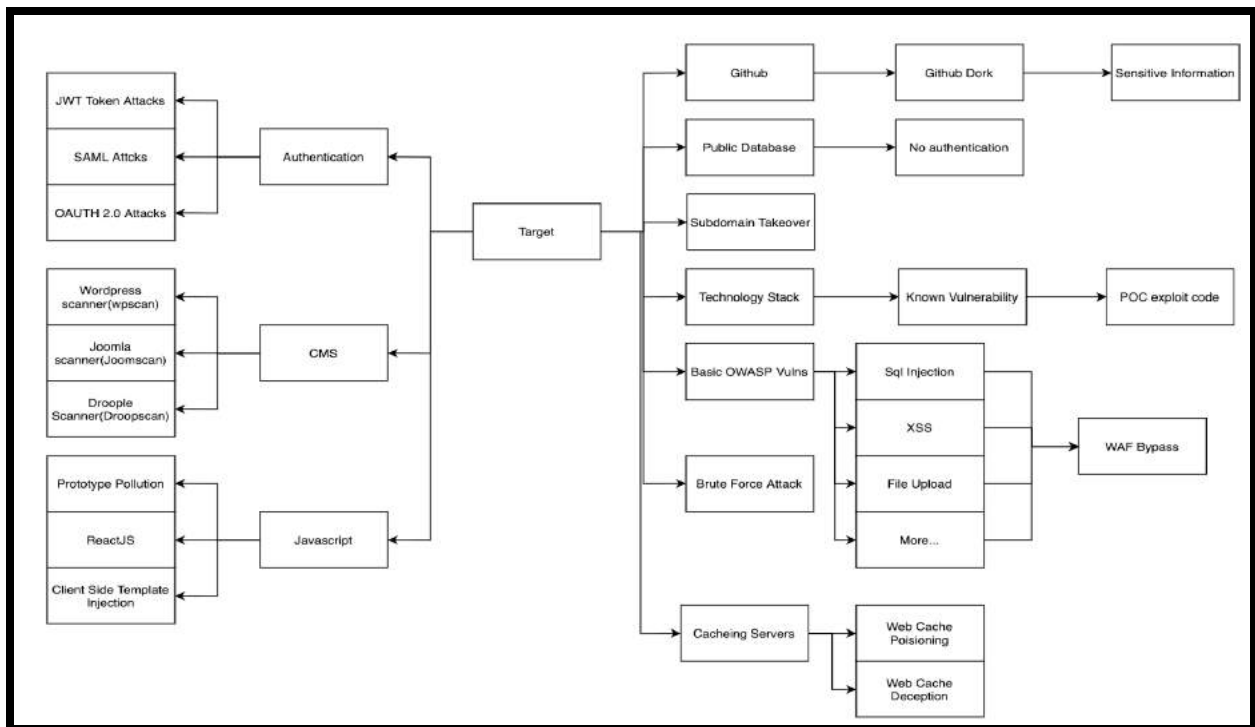 JWT Token Attacks
SAML Attcks
OAUTH 2.0 Attacks
Authentication
Wordpress
scanner(wpscan)
Joomla
scanner(Joomscan)
Droople
Scanner(Droopscan)
CMS
Prototype Pollution
ReactJS
Client Side Template
Injection
Javascript
Target
Github
Github Dork
Sensitive Information
Public Database
No authentication
Subdomain Takeover
Technology Stack
Known Vulnerability
POC exploit code
Basic OWASP Vulns
Sql Injection
XSS
File Upload
More...
WAF Bypass
Brute Force Attack
Cacheing Servers
Web Cache
Poisioning
Web Cache
Deception